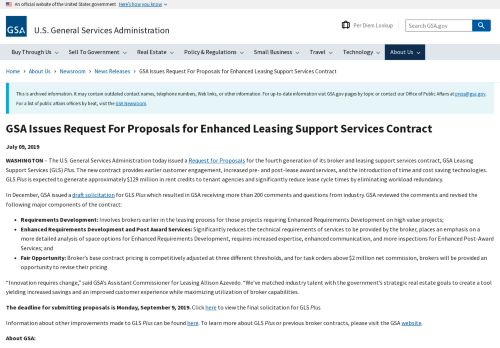 An official website of the United States government Here's how you know
GSA
U.S. General Services Administration
Per Diem Lookup
Search GSA.gov
Buy Through Us Sell To Government Real Estate Policy & Regulations Small Business Travel Technology About Us
Home › About Us › Newsroom › News Releases › GSA Issues Request For Proposals for Enhanced Leasing Support Services Contract
This is archived information. It may contain outdated contact names, telephone numbers, Web links, or other information. For up-to-date information visit GSA.gov pages by topic or contact our Office of Public Affairs at press@gsa.gov.
For a list of public affairs officers by beat, visit the GSA Newsroom.
GSA Issues Request For Proposals for Enhanced Leasing Support Services Contract
July 09, 2019
WASHINGTON – The U.S. General Services Administration today issued a Request for Proposals for the fourth generation of its broker and leasing support services contract, GSA Leasing
Support Services (GLS) Plus. The new contract provides earlier customer engagement, increased pre- and post-lease award services, and the introduction of time and cost saving technologies.
GLS Plus is expected to generate approximately $129 million in rent credits to tenant agencies and significantly reduce lease cycle times by eliminating workload redundancy.
In December, GSA issued a draft solicitation for GLS Plus which resulted in GSA receiving more than 200 comments and questions from industry. GSA reviewed the comments and revised the
following major components of the contract:
• Requirements Development: Involves brokers earlier in the leasing process for those projects requiring Enhanced Requirements Development on high value projects;
• Enhanced Requirements Development and Post Award Services: Significantly reduces the technical requirements of services to be provided by the broker, places an emphasis on a
more detailed analysis of space options for Enhanced Requirements Development, requires increased expertise, enhanced communication, and more inspections for Enhanced Post-Award
Services; and
• Fair Opportunity: Broker's base contract pricing is competitively adjusted at three different thresholds, and for task orders above $2 million net commission, brokers will be provided an
opportunity to revise their pricing.
"Innovation requires change," said GSA's Assistant Commissioner for Leasing Allison Azevedo. "We've matched industry talent with the government's strategic real estate goals to create a tool
yielding increased savings and an improved customer experience while maximizing utilization of broker capabilities.
The deadline for submitting proposals is Monday, September 9, 2019. Click here to view the final solicitation for GLS Plus.
Information about other improvements made to GLS Plus can be found here. To learn more about GLS Plus or previous broker contracts, please visit the GSA website.
About GSA: